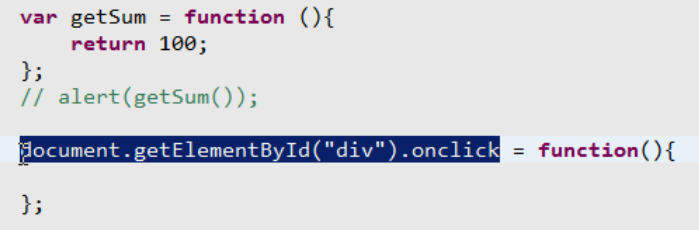 var getSum = function (){
return 100;
};
// alert(getSum());
document.getElementById("div").onclick = function(){
};